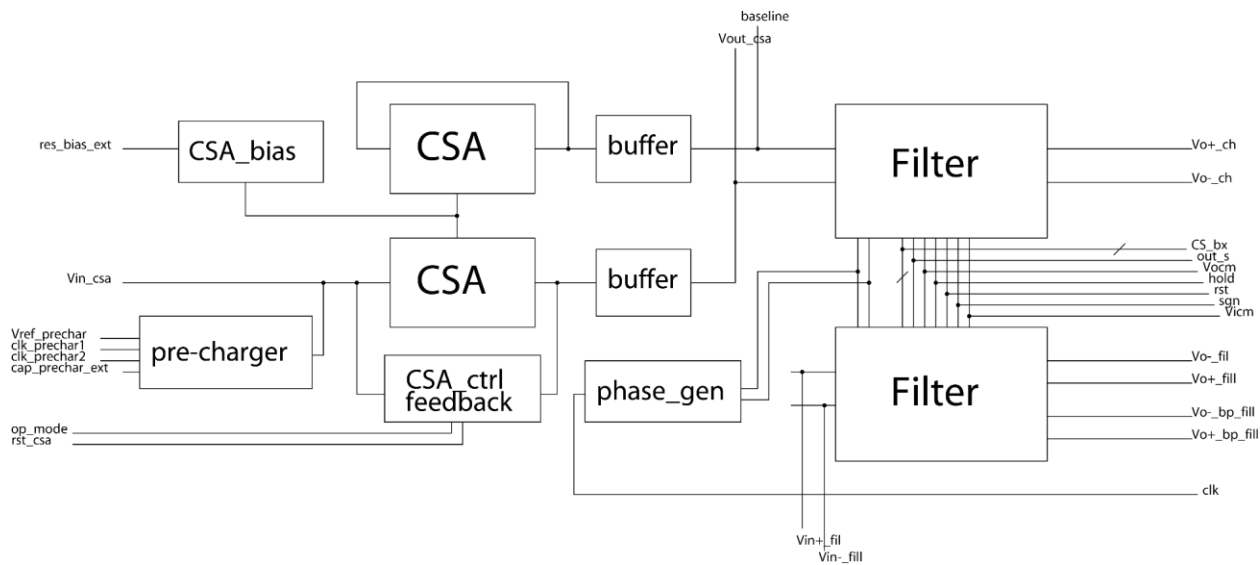 baseline
Vout_csa
res_bias_ext
CSA_bias
CSA
buffer
Filter
Vo+_ch
Vo-_ch
Vin_csa
CSA
buffer
CS_bx
out_s
Vocm
hold
rst
sgn
Vicm
Vref_prechar
clk_prechar1
clk_prechar2
cap_prechar_ext
pre-charger
CSA_ctrl
feedback
phase_gen
Filter
Vo-_fil
Vo+_fill
Vo-_bp_fill
Vo+_bp_fill
op_mode
rst_csa
clk
Vin+_fil
Vin-_fill